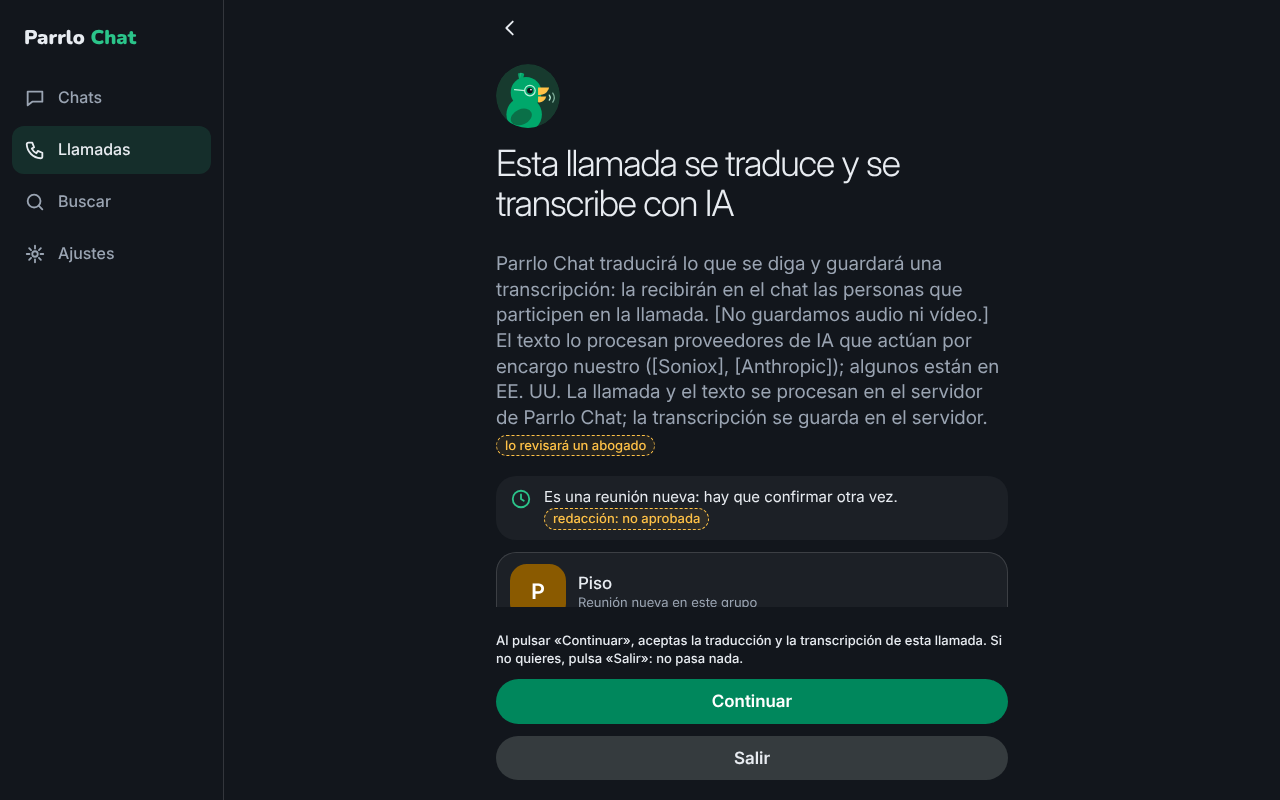 Parrlo Chat
Chats
Llamadas
Buscar
Ajustes
Esta llamada se traduce y se
transcribe con IA
Parrlo Chat traducirá lo que se diga y guardará una
transcripción: la recibirán en el chat las personas que
participen en la llamada. [No guardamos audio ni vídeo.]
El texto lo procesan proveedores de IA que actúan por
encargo nuestro ([Soniox], [Anthropic]); algunos están en
EE. UU. La llamada y el texto se procesan en el servidor
de Parrlo Chat; la transcripción se guarda en el servidor.
lo revisará un abogado
Es una reunión nueva: hay que confirmar otra vez.
redacción: no aprobada
P
Piso
Reunión nueva en este grupo
Al pulsar «Continuar», aceptas la traducción y la transcripción de esta llamada. Si
no quieres, pulsa «Salir»: no pasa nada.
Continuar
Salir